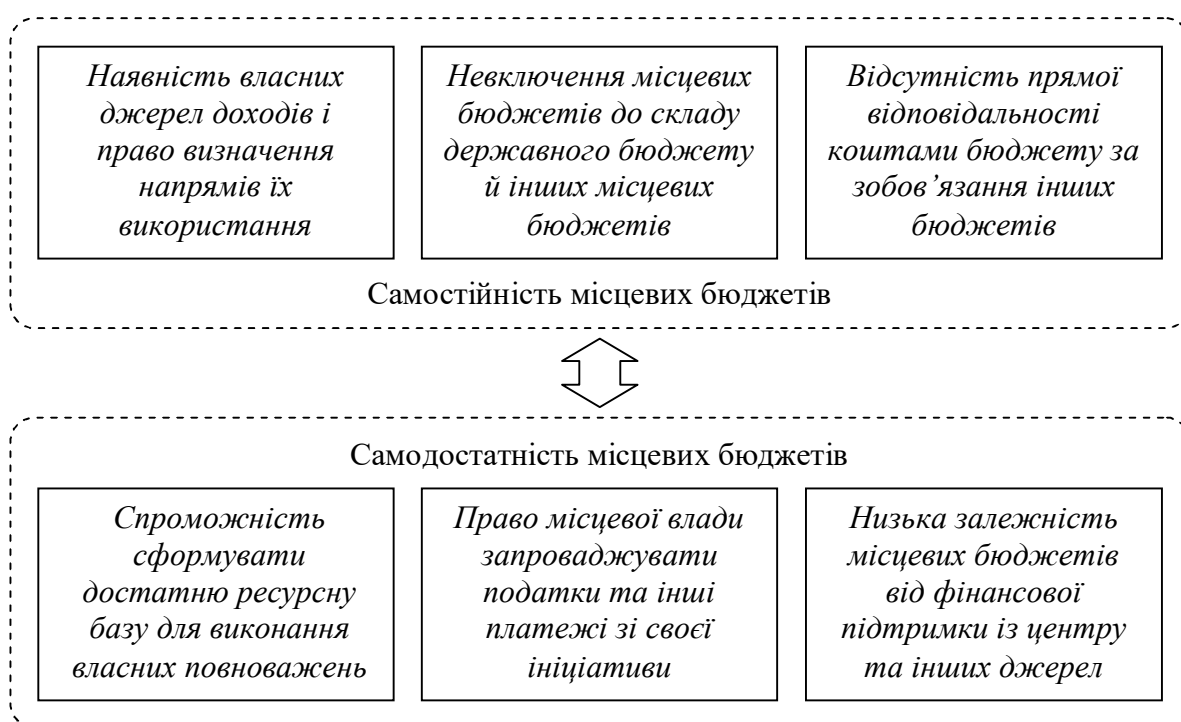 Наявність власних
джерел доходів і
право визначення
напрямів їх
використання
Невключення місцевих
бюджетів до складу
державного бюджету
й інших місцевих
бюджетів
Відсутність прямої
відповідальності
коштами бюджету за
зобов’язання інших
бюджетів
Самостійність місцевих бюджетів
Самодостатність місцевих бюджетів
Спроможність
сформувати
достатню ресурсну
базу для виконання
власних повноважень
Право місцевої влади
запроваджувати
податки та інші
платежі зі своєї
ініціативи
Низька залежність
місцевих бюджетів
від фінансової
підтримки із центру
та інших джерел